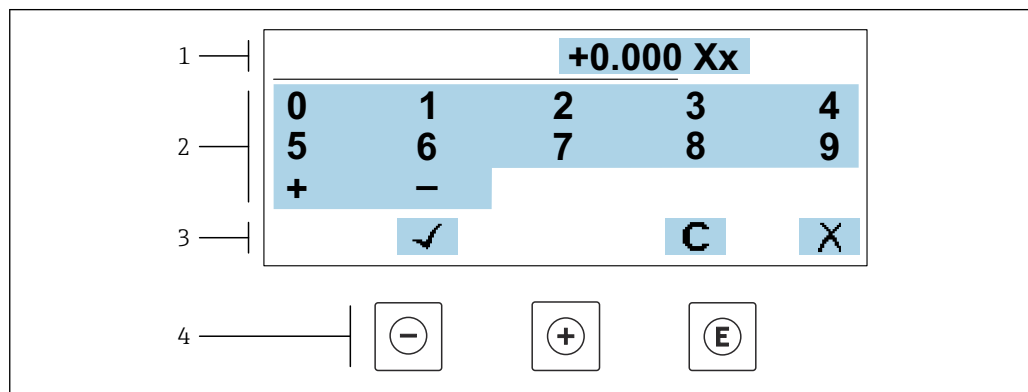 1 +0.000 Xx
0 1 2 3 4
2 5 6 7 8 9
+ −
3 ✓ C X
4 − + E